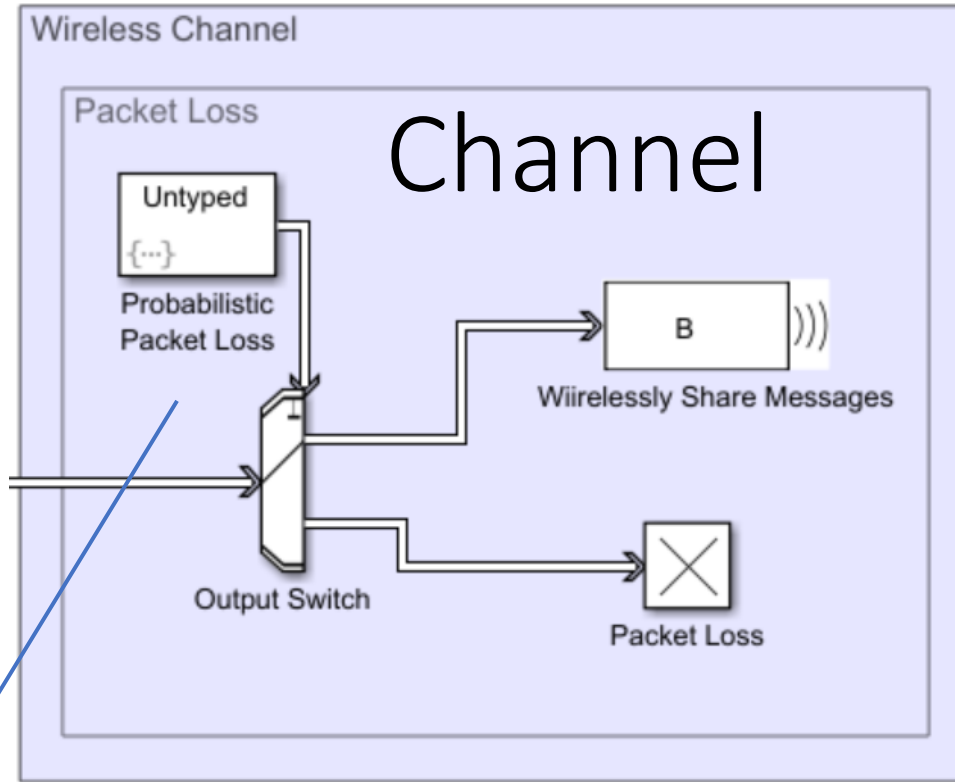 Wireless Channel
Packet Loss
Channel
Untyped
{...}
Probabilistic
Packet Loss
B
Wiirelessly Share Messages
Output Switch
Packet Loss